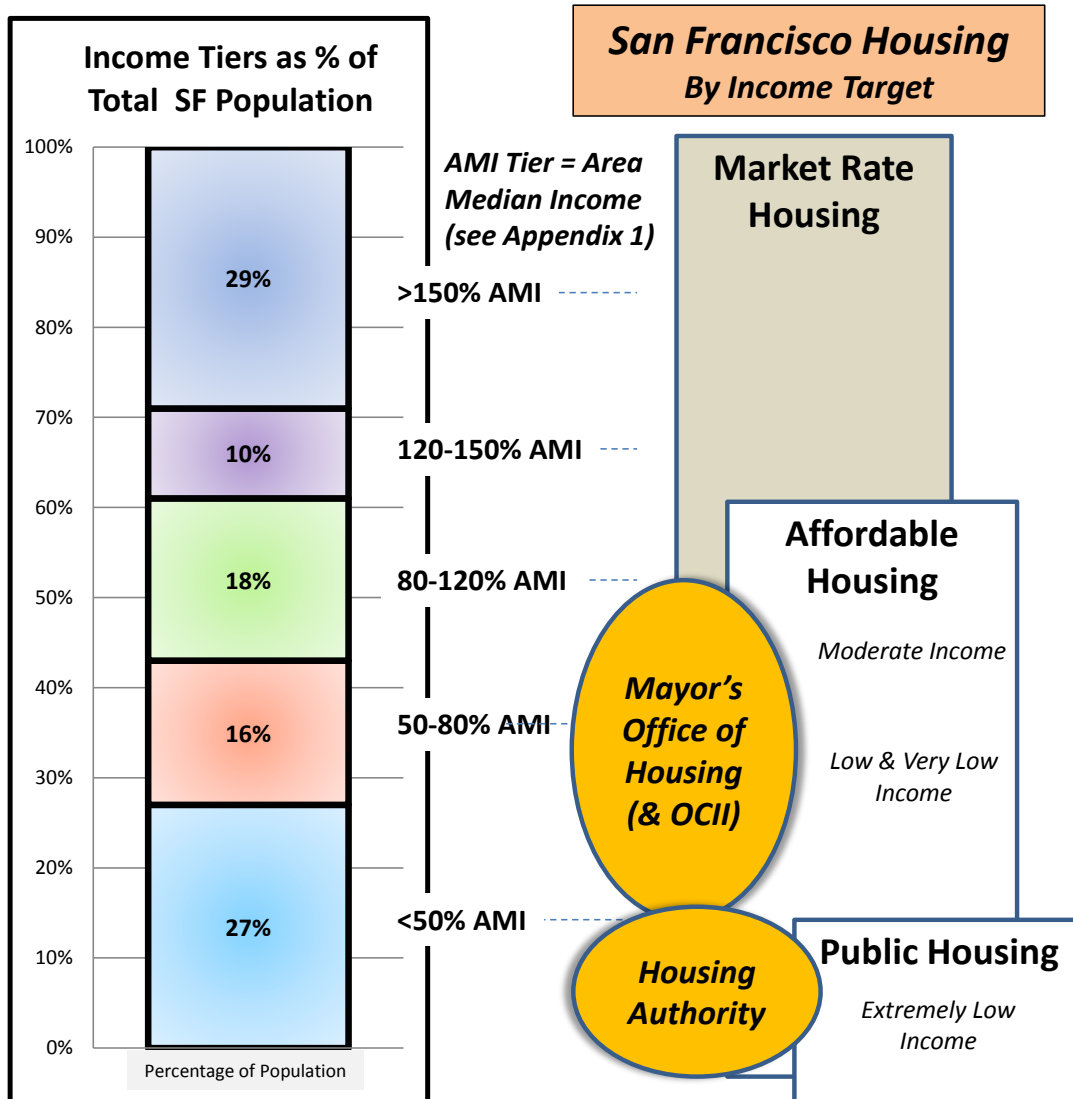 Income Tiers as % of
Total SF Population
100%
90%
80%
70%
60%
50%
40%
30%
20%
10%
0%
29%
10%
18%
16%
27%
Percentage of Population
AMI Tier = Area
Median Income
(see Appendix 1)
>150% AMI
120-150% AMI
80-120% AMI
50-80% AMI
<50% AMI
San Francisco Housing
By Income Target
Market Rate
Housing
Affordable
Housing
Moderate Income
Low & Very Low
Income
Mayor’s
Office of
Housing
(& OCII)
Housing
Authority
Public Housing
Extremely Low
Income